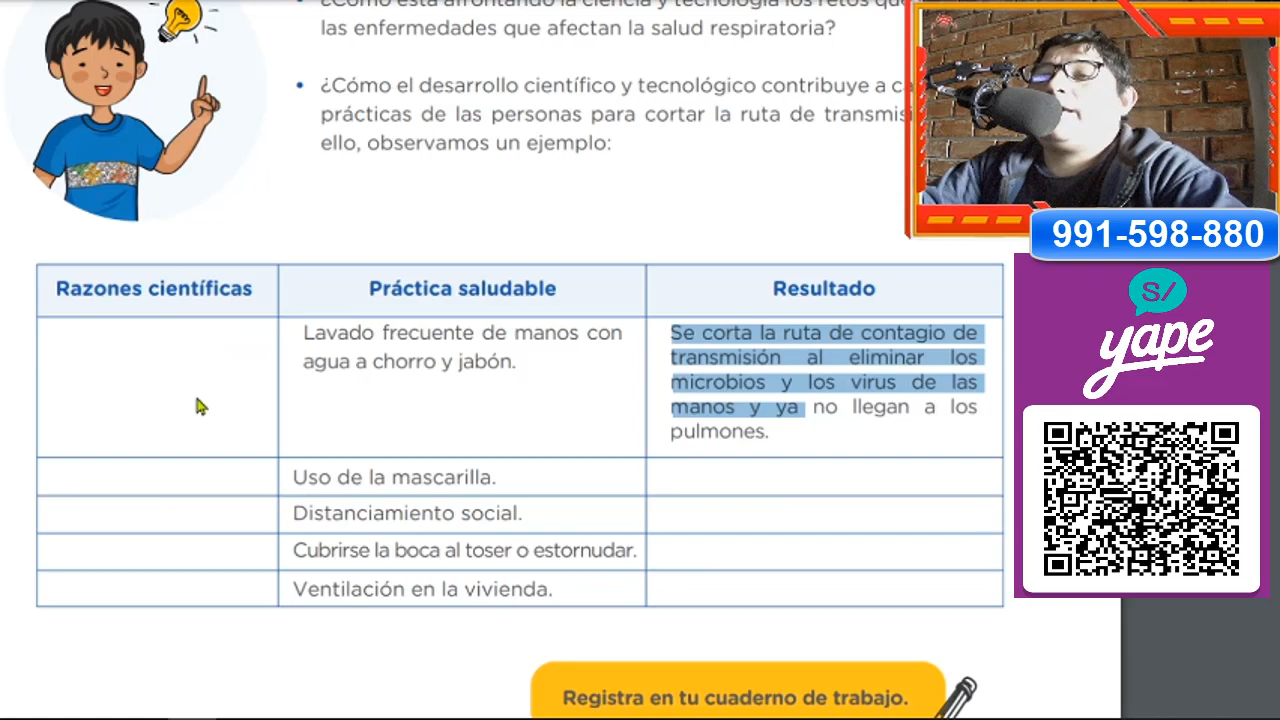 las enfermedades que afectan la salud respiratoria?
• ¿Cómo el desarrollo científico y tecnológico contribuye a
prácticas de las personas para cortar la ruta de
ello, observamos un ejemplo:
991-598-880
S/
yape
Razones científicas
Práctica saludable
Resultado
Lavado frecuente de manos con
agua a chorro y jabón.
Se corta la ruta de contagio de
transmisión al eliminar los
microbios y los virus de las
manos y ya no llegan a los
pulmones.
Uso de la mascarilla.
Distanciamiento social.
Cubrirse la boca al toser o estornudar.
Ventilación en la vivienda.
Registra en tu cuaderno de trabajo.